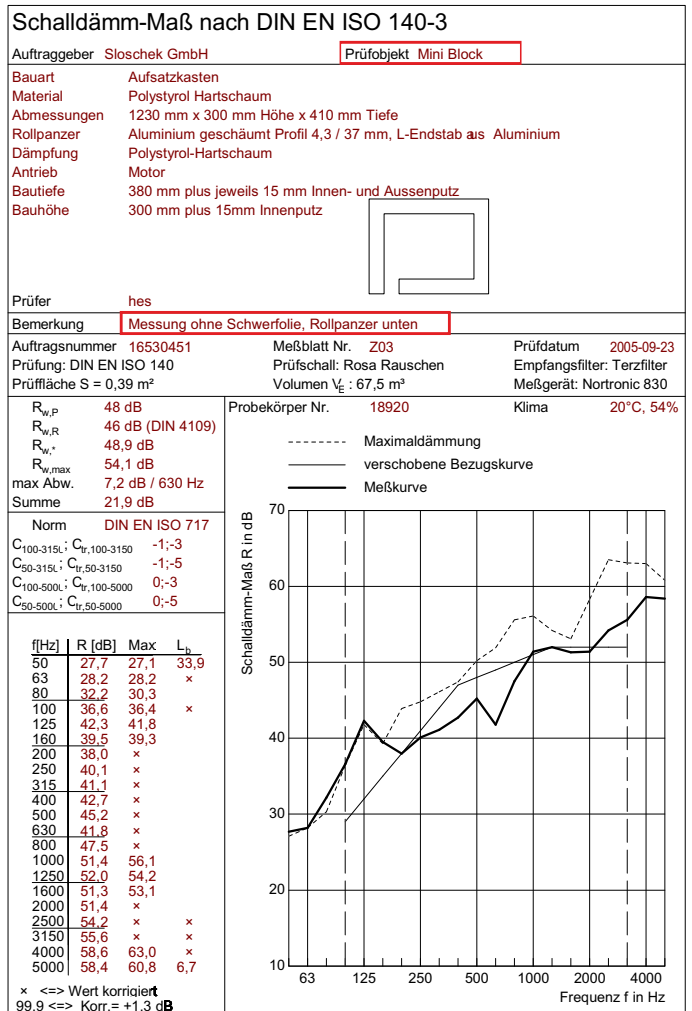 Schalldämm-Maß nach DIN EN ISO 140-3
Auftraggeber Sloschek GmbH Prüfobjekt Mini Block
Bauart Aufsatzkasten
Material Polystyrol Hartschaum
Abmessungen 1230 mm x 300 mm Höhe x 410 mm Tiefe
Rollpanzer Aluminium geschäumt Profil 4,3 / 37 mm, L-Endstab aus Aluminium
Dämpfung Polystyrol-Hartschaum
Antrieb Motor
Bautiefe 380 mm plus jeweils 15 mm Innen- und Aussenputz
Bauhöhe 300 mm plus 15mm Innenputz
Prüfer hes
Bemerkung Messung ohne Schwerfolie, Rollpanzer unten
Auftragsnummer 16530451 Meßblatt Nr. Z03 Prüfdatum 2005-09-23
Prüfung: DIN EN ISO 140 Prüfschall: Rosa Rauschen Empfangsfilter: Terzfilter
Prüffläche S = 0,39 m² Volumen V_E : 67,5 m³ Meßgerät: Nortronic 830
R_w,P 48 dB
R_w,R 46 dB (DIN 4109)
R_w,* 48,9 dB
R_w,max 54,1 dB
max Abw. 7,2 dB / 630 Hz
Summe 21,9 dB
Norm DIN EN ISO 717
C_100-315(; C_tr,100-3150 -1;-3
C_50-315(; C_tr,50-3150 -1;-5
C_100-500(; C_tr,100-5000 0;-3
C_50-500(; C_tr,50-5000 0;-5
f[Hz] R [dB] Max L_b
50 27,7 27,1 33,9
63 28,2 28,2 ×
80 32,2 30,3
100 36,6 36,4 ×
125 42,3 41,8
160 39,5 39,3
200 38,0 ×
250 40,1 ×
315 41,1 ×
400 42,7 ×
500 45,2 ×
630 41,8 ×
800 47,5 ×
1000 51,4 56,1
1250 52,0 54,2
1600 51,3 53,1
2000 51,4 ×
2500 54,2 × ×
3150 55,6 × ×
4000 58,6 63,0 ×
5000 58,4 60,8 6,7
× <=> Wert korrigiert
99,9 <=> Korr.= +1,3 dB
Probekörper Nr. 18920 Klima 20°C, 54%
Maximaldämmung
verschobene Bezugskurve
Meßkurve
Schalldämm-Maß R in dB
70
60
50
40
30
20
10
63 125 250 500 1000 2000 4000
Frequenz f in Hz